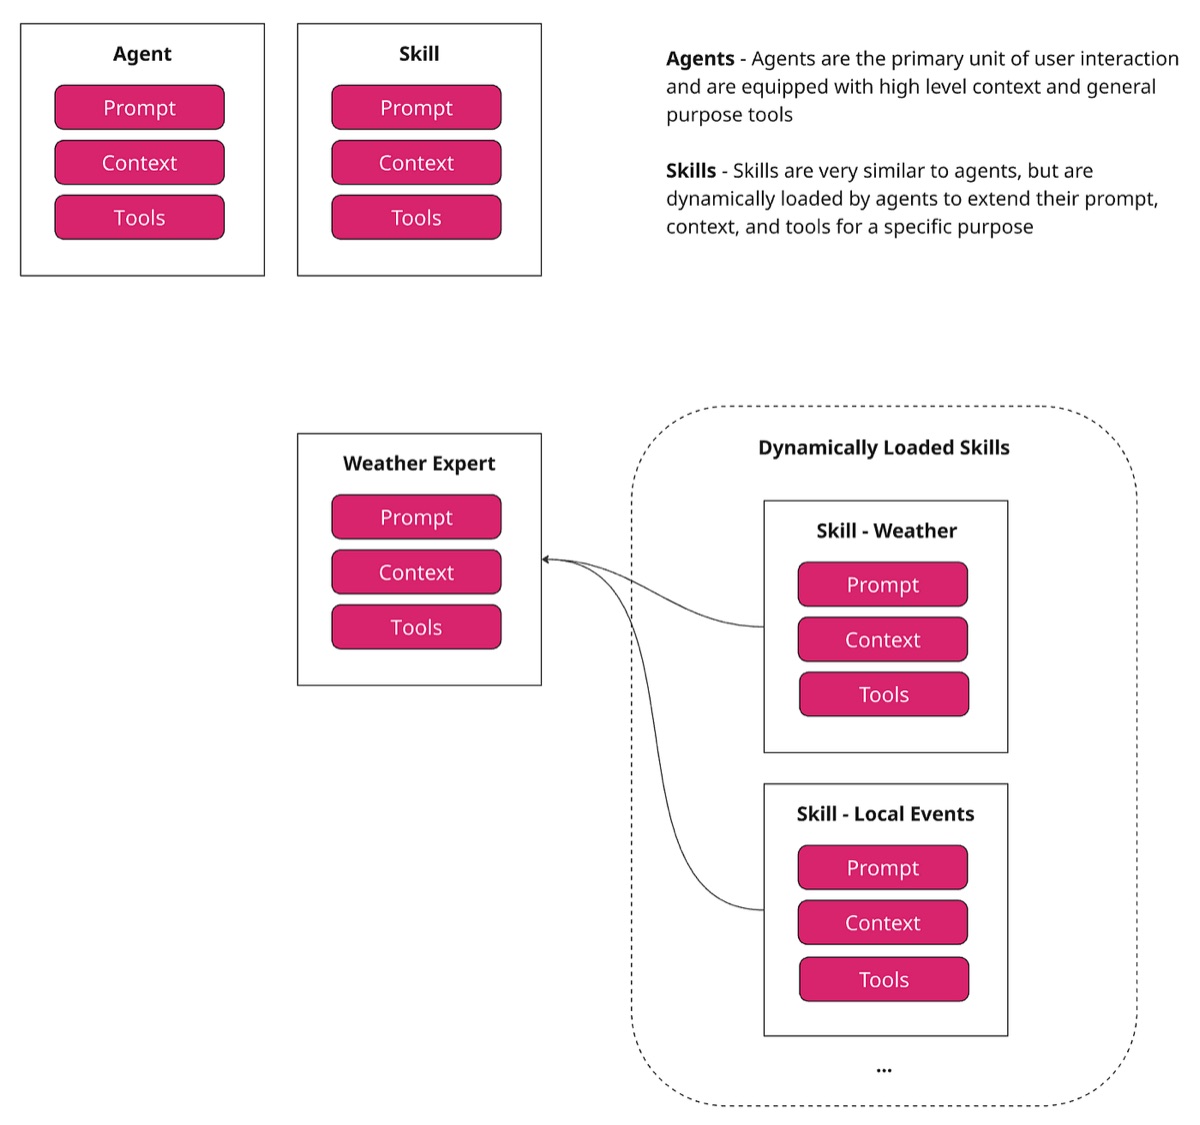 Agent
Prompt
Context
Tools
Skill
Prompt
Context
Tools
Agents - Agents are the primary unit of user interaction
and are equipped with high level context and general
purpose tools
Skills - Skills are very similar to agents, but are
dynamically loaded by agents to extend their prompt,
context, and tools for a specific purpose
Weather Expert
Prompt
Context
Tools
Dynamically Loaded Skills
Skill - Weather
Prompt
Context
Tools
Skill - Local Events
Prompt
Context
Tools
...